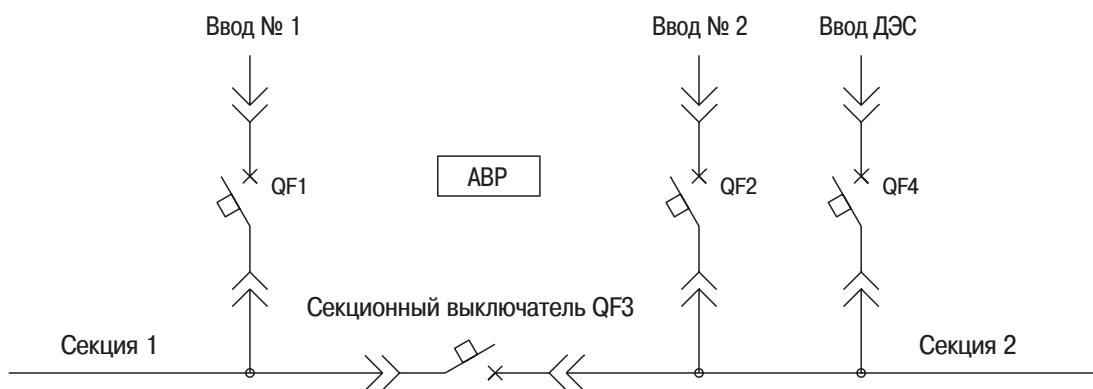 Ввод № 1
Ввод № 2
Ввод ДЭС
АВР
QF1
QF2
QF4
Секционный выключатель QF3
Секция 1
Секция 2